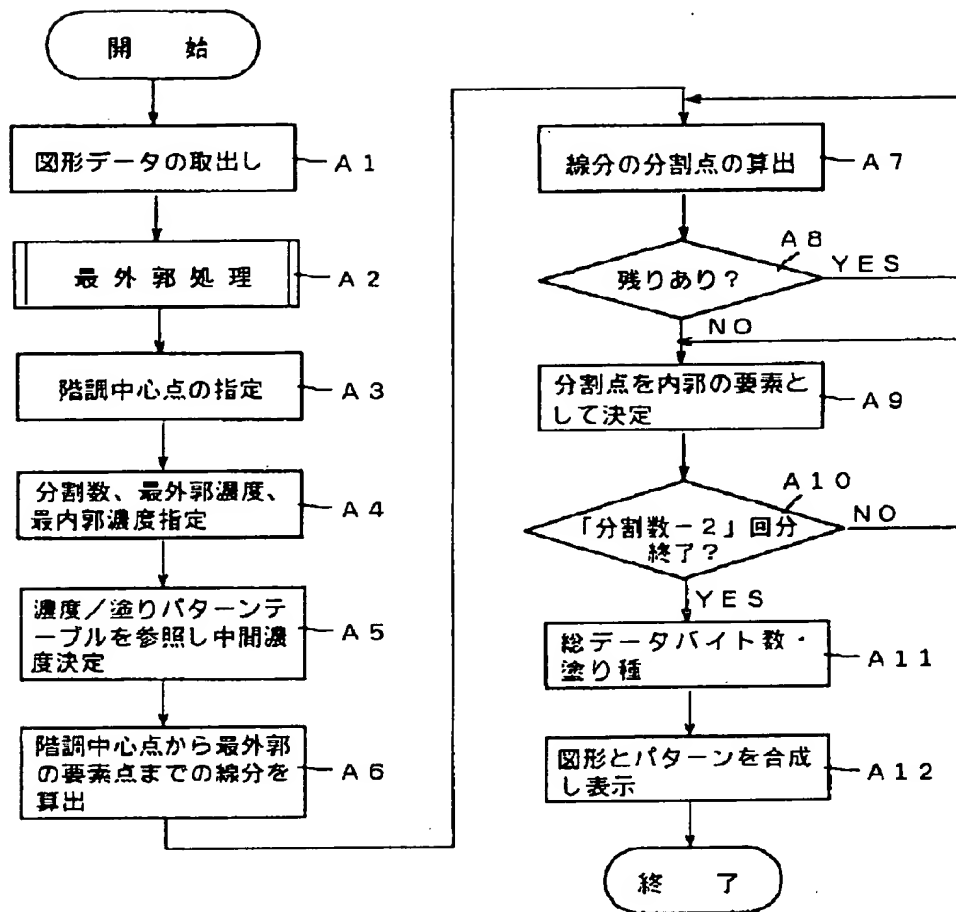 開 始
図形データの取出し
A1
最外郭処理
A2
階調中心点の指定
A3
分割数、最外郭濃度、
最内郭濃度指定
A4
濃度／塗りパターンテ
ーブルを参照し中間濃
度決定
A5
階調中心点から最外郭
の要素点までの線分を
算出
A6
線分の分割点の算出
A7
残りあり？
A8
YES
NO
分割点を内郭の要素と
して決定
A9
「分割数－2」回分
終了？
A10
NO
YES
総データバイト数・
塗り種
A11
図形とパターンを合成
し表示
A12
終 了